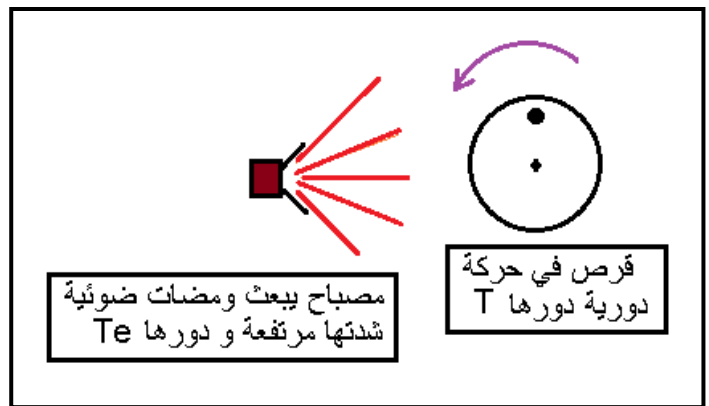 قرص في حركة
دورية دورها T
مصباح يبعث ومضات ضوئية
شدتها مرتفعة و دورها Te